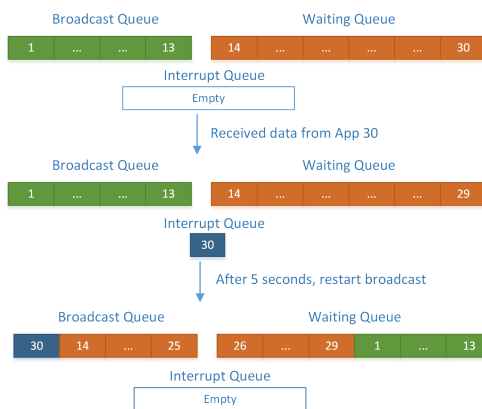 Broadcast Queue Waiting Queue
1 ... ... 13 14 ... ... ... ... 30
Interrupt Queue
Empty
Received data from App 30
Broadcast Queue Waiting Queue
1 ... ... 13 14 ... ... ... ... 29
Interrupt Queue
30
After 5 seconds, restart broadcast
Broadcast Queue Waiting Queue
30 14 ... 25 26 ... 29 1 ... 13
Interrupt Queue
Empty